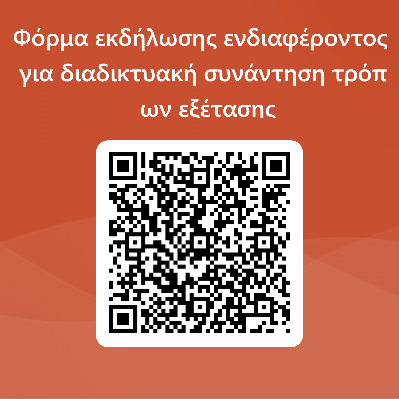 Φόρμα εκδήλωσης ενδιαφέροντος
για διαδικτυακή συνάντηση τρόπ
ων εξέτασης